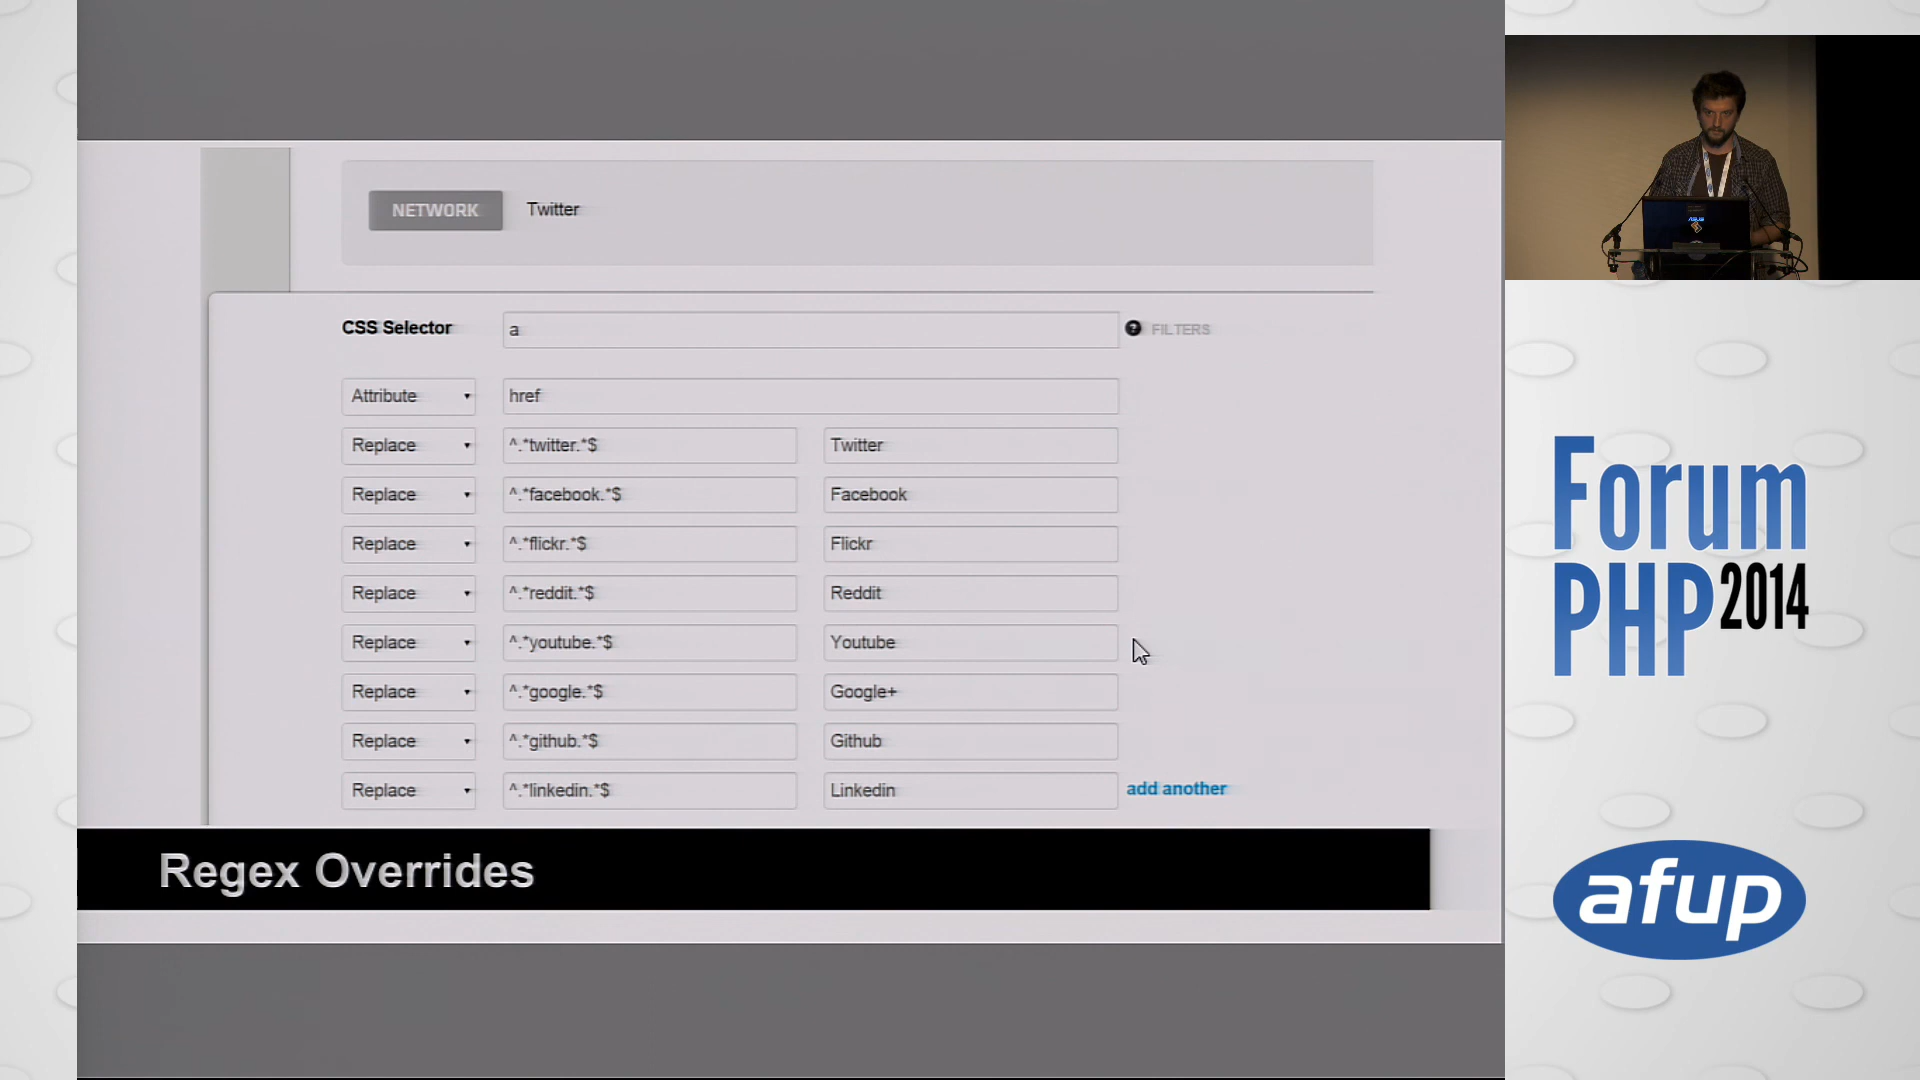 NETWORK Twitter
CSS Selector a ? FILTERS
Attribute href
Replace ^.*twitter.*$ Twitter
Replace ^.*facebook.*$ Facebook
Replace ^.*flickr.*$ Flickr
Replace ^.*reddit.*$ Reddit
Replace ^.*youtube.*$ Youtube
Replace ^.*google.*$ Google+
Replace ^.*github.*$ Github
Replace ^.*linkedin.*$ Linkedin add another
Regex Overrides
ASUS
Forum
PHP 2014
afup